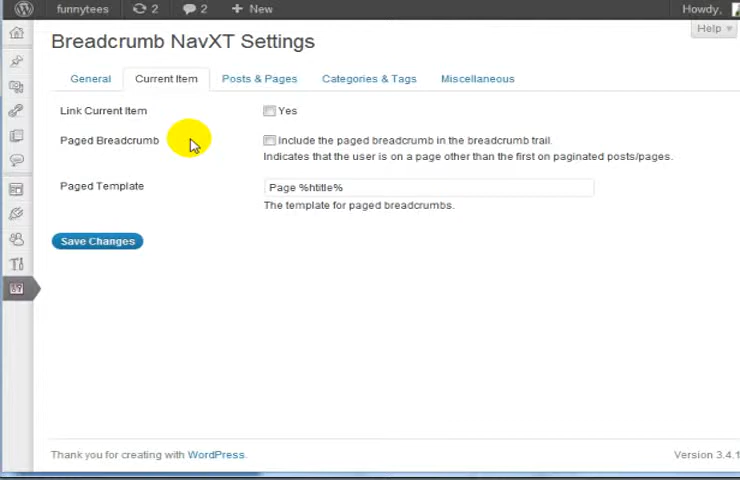 funnytees 2 2 + New Howdy,
Help
Breadcrumb NavXT Settings
General Current Item Posts & Pages Categories & Tags Miscellaneous
Link Current Item Yes
Paged Breadcrumb Include the paged breadcrumb in the breadcrumb trail.
Indicates that the user is on a page other than the first on paginated posts/pages.
Paged Template Page %htitle%
The template for paged breadcrumbs.
Save Changes
Thank you for creating with WordPress. Version 3.4.1